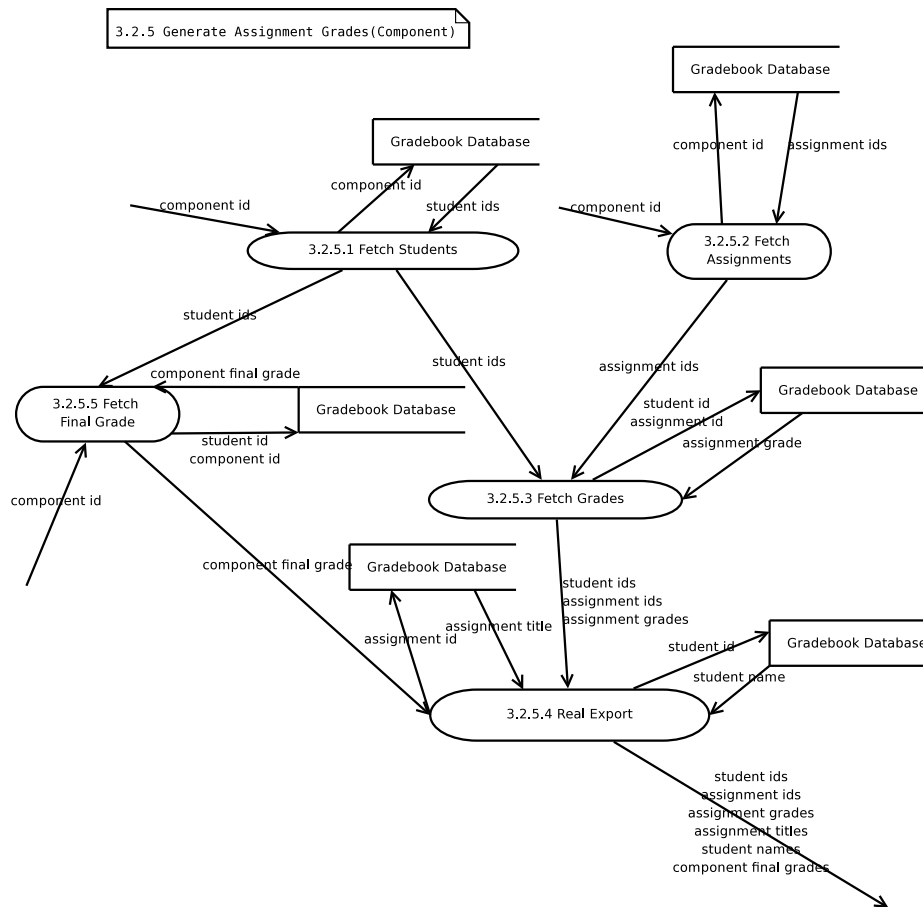 3.2.5 Generate Assignment Grades(Component)
Gradebook Database
component id
assignment ids
Gradebook Database
component id
student ids
component id
component id
3.2.5.1 Fetch Students
3.2.5.2 Fetch
Assignments
student ids
student ids
assignment ids
component final grade
3.2.5.5 Fetch
Final Grade
Gradebook Database
student id
component id
Gradebook Database
student id
assignment id
assignment grade
component id
3.2.5.3 Fetch Grades
component final grade
Gradebook Database
student ids
assignment ids
assignment grades
assignment id
assignment title
student id
Gradebook Database
student name
3.2.5.4 Real Export
student ids
assignment ids
assignment grades
assignment titles
student names
component final grades